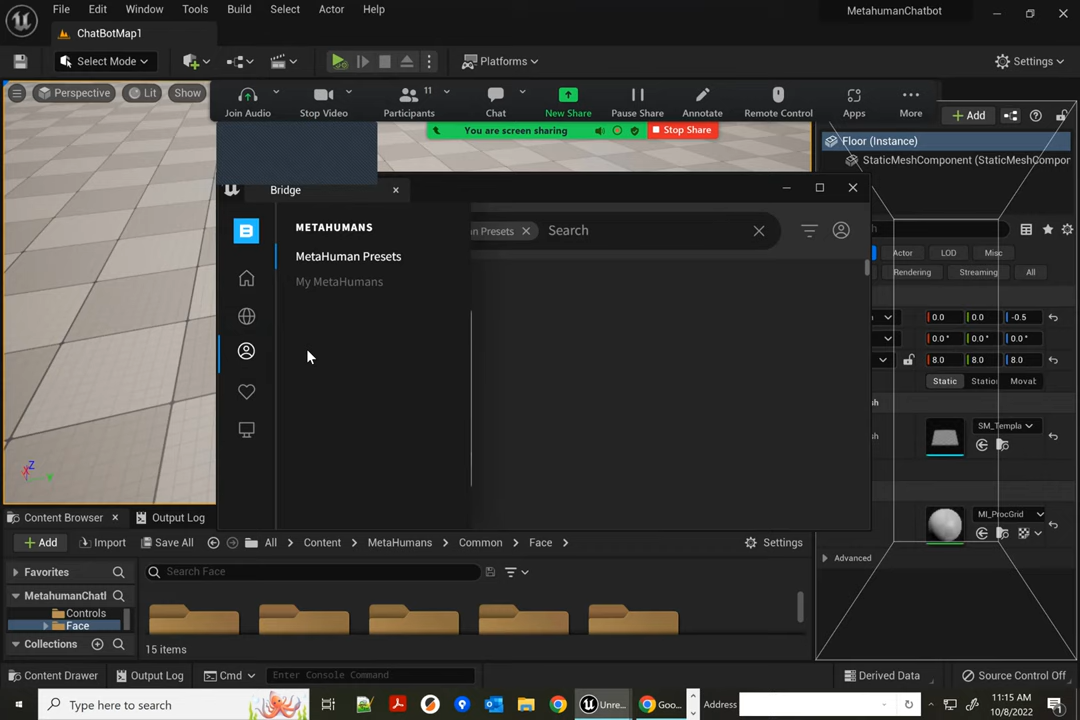 File Edit Window Tools Build Select Actor Help
MetahumanChatbot
ChatBotMap1
Select Mode
Platforms
Settings
Perspective Lit Show
Join Audio Stop Video Participants 11 Chat New Share Pause Share Annotate Remote Control Apps More
You are screen sharing Stop Share
Add
Floor (Instance)
StaticMeshComponent (StaticMeshCompor
Bridge
METAHUMANS
MetaHuman Presets
My MetaHumans
n Presets Search
Actor LOD Misc
Rendering Streaming All
0.0 0.0 -0.5
0.0° 0.0° 0.0°
8.0 8.0 8.0
Static Station Movab
SM_Templa
MI_ProcGrid
Advanced
Z
Content Browser Output Log
Add Import Save All All Content MetaHumans Common Face Settings
Favorites
Search Face
MetahumanChatl
Controls
Face
Collections
15 items
Content Drawer Output Log Cmd Enter Console Command Derived Data Source Control Off
Type here to search
Unre...
Goo...
Address
11:15 AM
10/8/2022